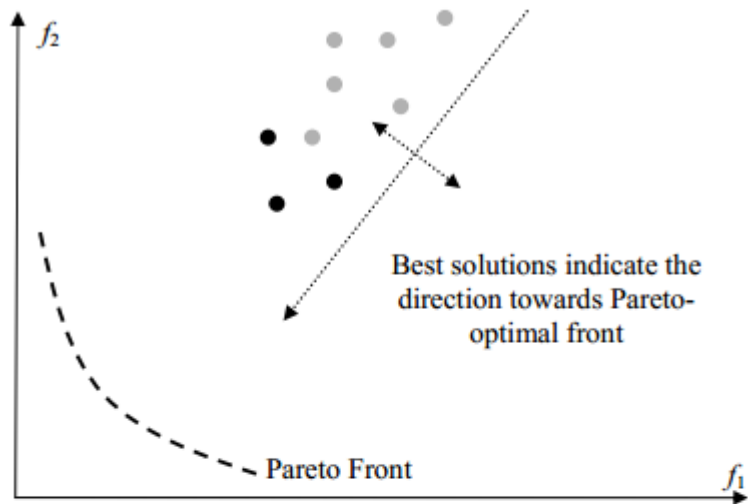 f2
Best solutions indicate the
direction towards Pareto-
optimal front
Pareto Front
f1